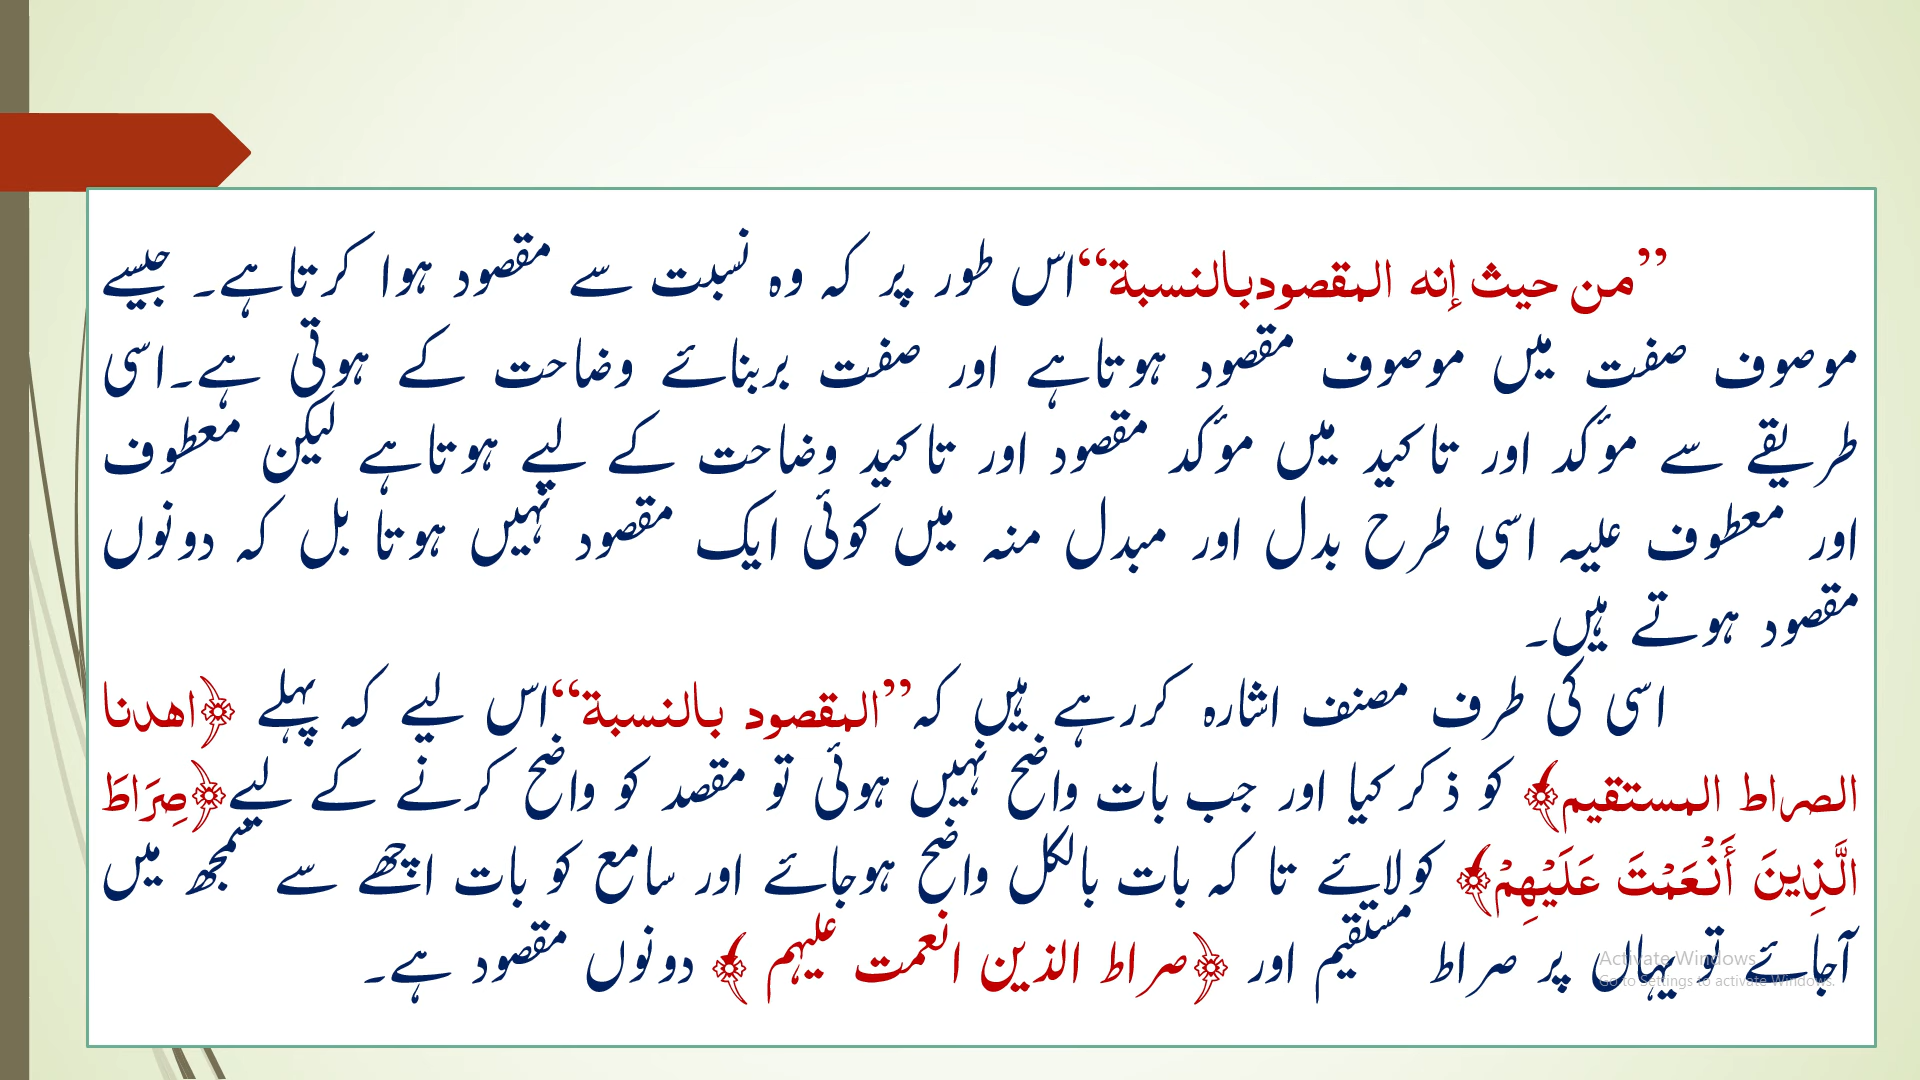 ”من حيث إنه المقصودبالنسبة“اس طور پر کہ وہ نسبت سے مقصود ہوا کرتاہے۔ جیسے
موصوف صفت میں موصوف مقصود ہوتاہے اور صفت بربنائے وضاحت کے ہوتی ہے۔اسی
طریقے سے مؤکد اور تاکید میں مؤکد مقصود اور تاکید وضاحت کے لیے ہوتاہے لیکن معطوف
اور معطوف علیہ اسی طرح بدل اور مبدل منہ میں کوئی ایک مقصود نہیں ہوتا بل کہ دونوں
مقصود ہوتے ہیں۔
اسی کی طرف مصنف اشارہ کررہے ہیں کہ”المقصود بالنسبة“اس لیے کہ پہلے ﴿اهدنا
الصراط المستقيم﴾ کو ذکر کیا اور جب بات واضح نہیں ہوئی تو مقصد کو واضح کرنے کے لیے﴿صِرَاطَ
الَّذِينَ أَنْعَمْتَ عَلَيْهِمْ﴾ کولائے تا کہ بات بالکل واضح ہوجائے اور سامع کو بات اچھے سے سمجھ میں
آجائے تو یہاں پر صراط مستقیم اور ﴿صراط الذین انعمت علیہم ﴾ دونوں مقصود ہے۔
Activate Windows
Go to Settings to activate Windows.